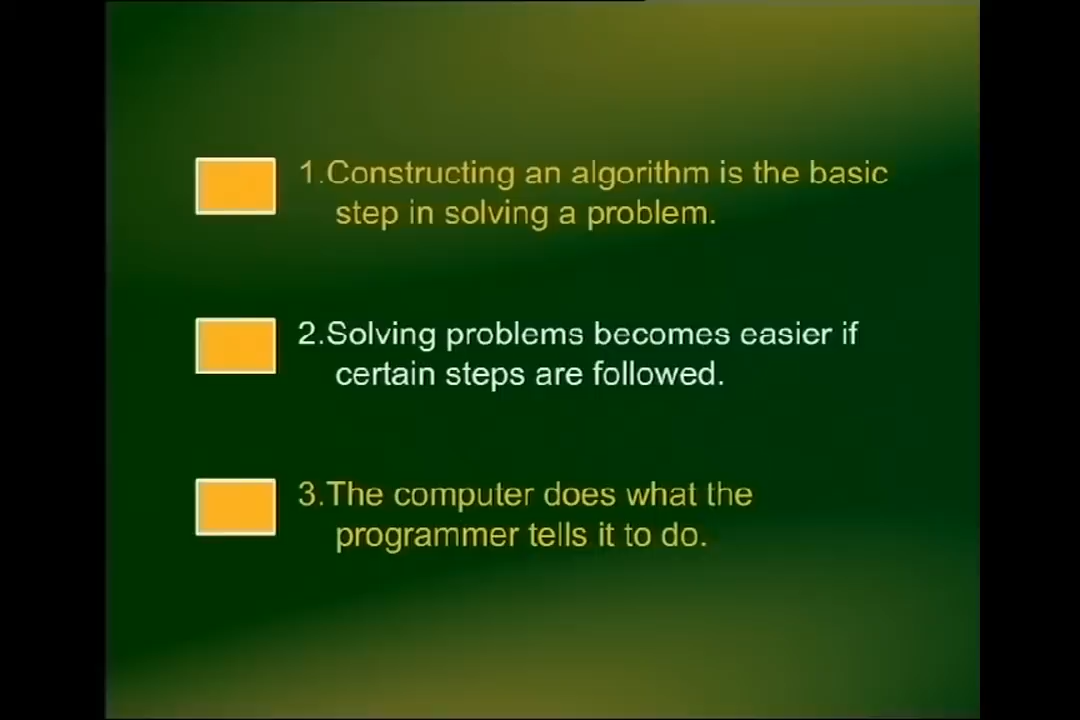 1.Constructing an algorithm is the basic
step in solving a problem.
2.Solving problems becomes easier if
certain steps are followed.
3.The computer does what the
programmer tells it to do.